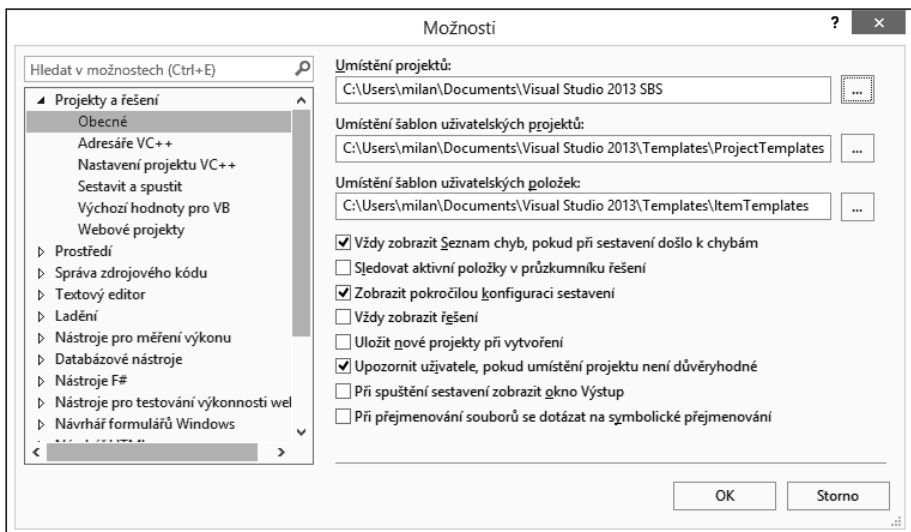 Možnosti
?
Hledat v možnostech (Ctrl+E)
Projekty a řešení
Obecné
Adresáře VC++
Nastavení projektu VC++
Sestavit a spustit
Výchozí hodnoty pro VB
Webové projekty
Prostředí
Správa zdrojového kódu
Textový editor
Ladění
Nástroje pro měření výkonu
Databázové nástroje
Nástroje F#
Nástroje pro testování výkonnosti wel
Návrhář formulářů Windows
Umístění projektů:
C:\Users\milan\Documents\Visual Studio 2013 SBS
...
Umístění šablon uživatelských projektů:
C:\Users\milan\Documents\Visual Studio 2013\Templates\ProjectTemplates
...
Umístění šablon uživatelských položek:
C:\Users\milan\Documents\Visual Studio 2013\Templates\ItemTemplates
...
Vždy zobrazit Seznam chyb, pokud při sestavení došlo k chybám
Sledovat aktivní položky v průzkumníku řešení
Zobrazit pokročilou konfiguraci sestavení
Vždy zobrazit řešení
Uložit nové projekty při vytvoření
Upozornit uživatele, pokud umístění projektu není důvěryhodné
Při spuštění sestavení zobrazit okno Výstup
Při přejmenování souborů se dotázat na symbolické přejmenování
OK
Storno